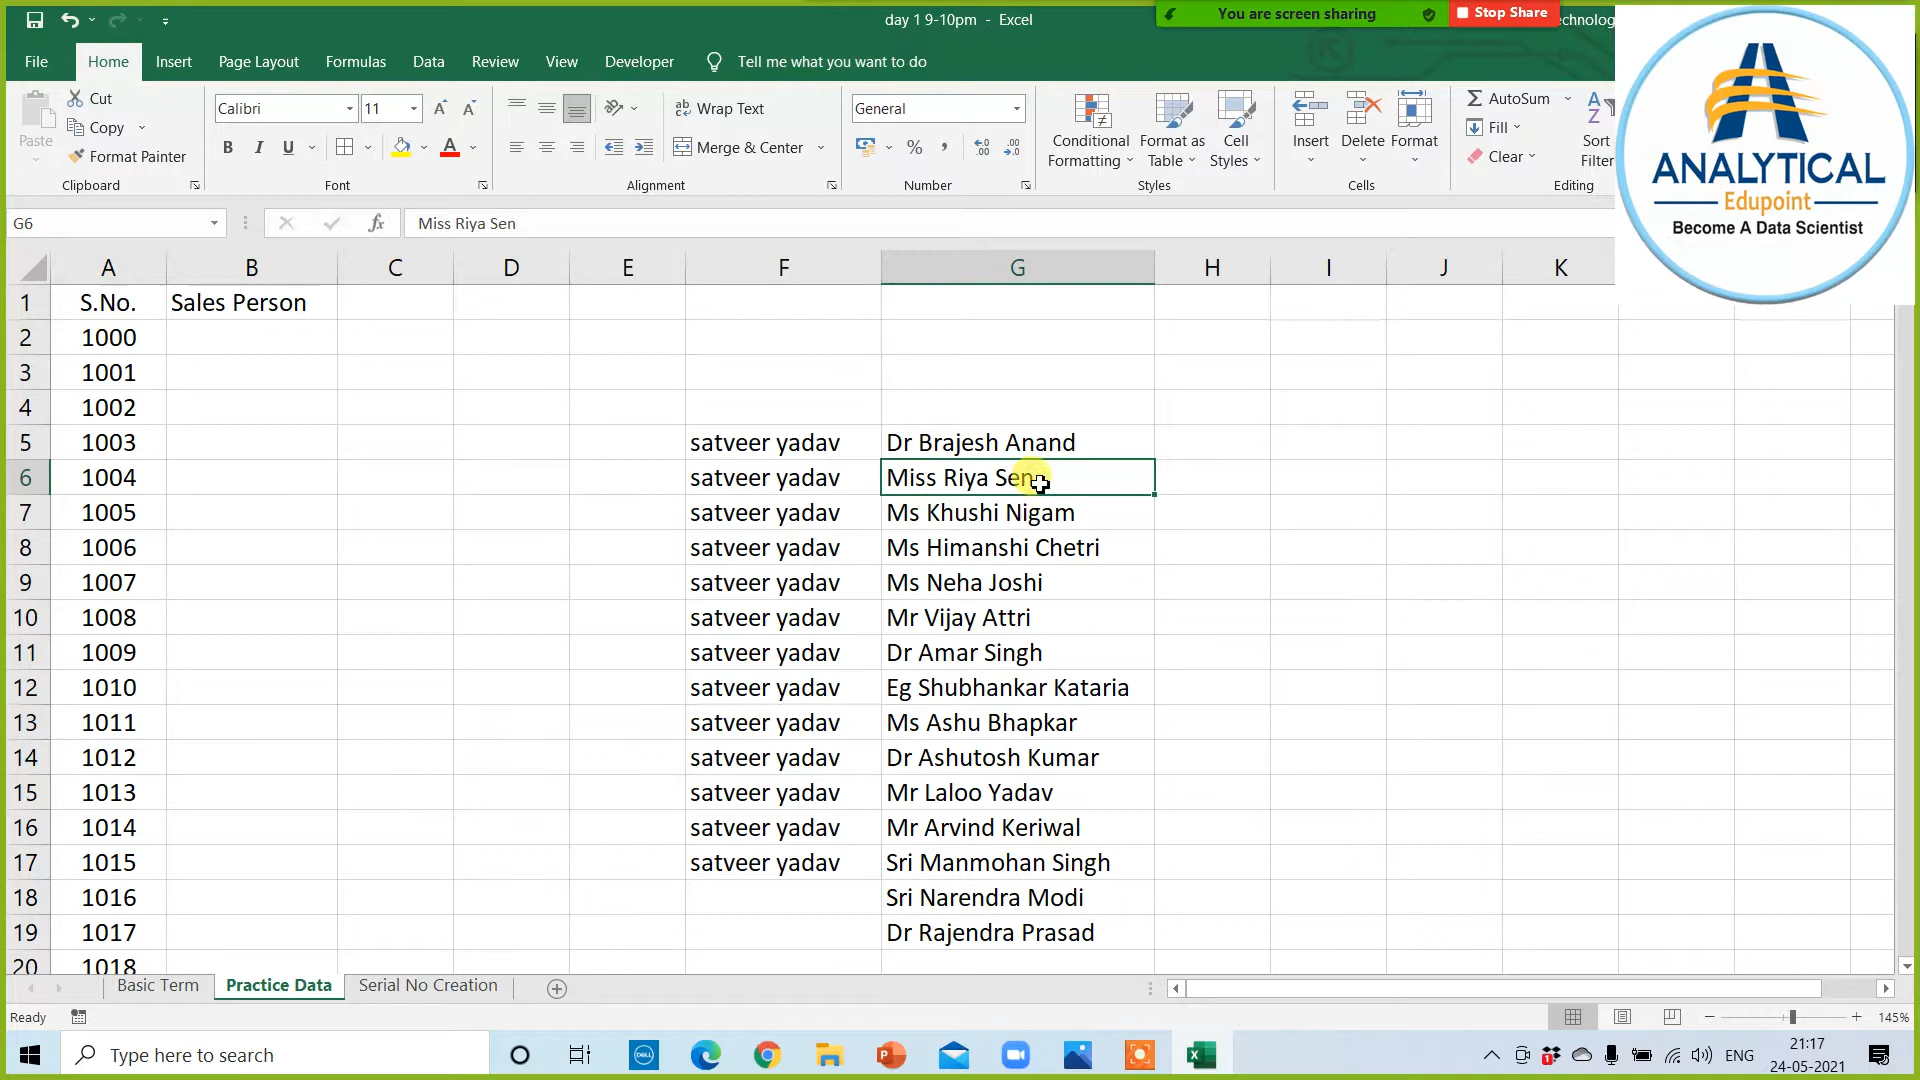 day 1 9-10pm - Excel
You are screen sharing
Stop Share
echnolog
File Home Insert Page Layout Formulas Data Review View Developer Tell me what you want to do
Paste
Cut
Copy
Format Painter
Clipboard
Calibri 11
B I U A
Font
Wrap Text
Merge & Center
Alignment
General
% ,
Number
Conditional Formatting
Format as Table
Cell Styles
Styles
Insert
Delete
Format
Cells
AutoSum
Fill
Clear
Sort
Filter
Editing
ANALYTICAL
Edupoint
Become A Data Scientist
G6 fx Miss Riya Sen
A B C D E F G H I J K
1 S.No. Sales Person
2 1000
3 1001
4 1002
5 1003 satveer yadav Dr Brajesh Anand
6 1004 satveer yadav Miss Riya Sen
7 1005 satveer yadav Ms Khushi Nigam
8 1006 satveer yadav Ms Himanshi Chetri
9 1007 satveer yadav Ms Neha Joshi
10 1008 satveer yadav Mr Vijay Attri
11 1009 satveer yadav Dr Amar Singh
12 1010 satveer yadav Eg Shubhankar Kataria
13 1011 satveer yadav Ms Ashu Bhapkar
14 1012 satveer yadav Dr Ashutosh Kumar
15 1013 satveer yadav Mr Laloo Yadav
16 1014 satveer yadav Mr Arvind Keriwal
17 1015 satveer yadav Sri Manmohan Singh
18 1016 Sri Narendra Modi
19 1017 Dr Rajendra Prasad
20 1018
Basic Term Practice Data Serial No Creation
Ready
145%
Type here to search
DELL
ENG
21:17
24-05-2021